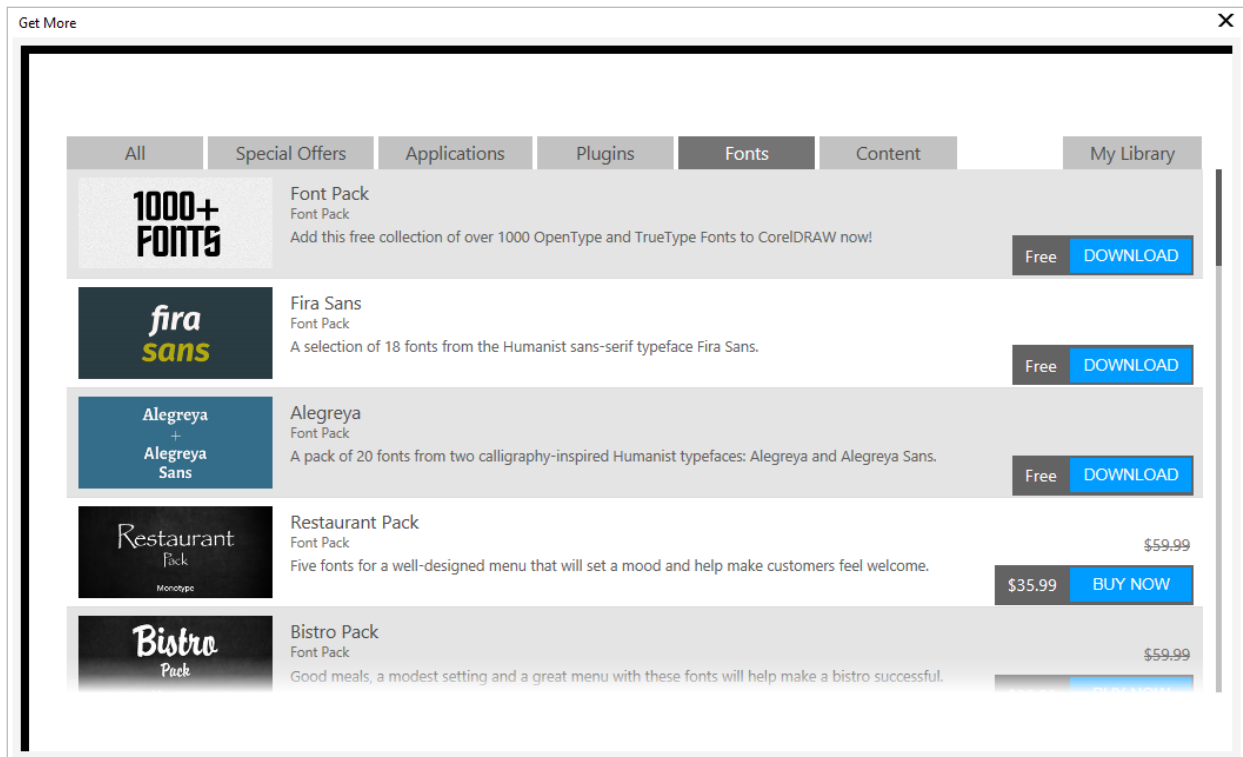 Get More
All Special Offers Applications Plugins Fonts Content My Library
1000+
FONTS
Font Pack
Font Pack
Add this free collection of over 1000 OpenType and TrueType Fonts to CorelDRAW now!
Free DOWNLOAD
fira
sans
Fira Sans
Font Pack
A selection of 18 fonts from the Humanist sans-serif typeface Fira Sans.
Free DOWNLOAD
Alegreya
+
Alegreya
Sans
Alegreya
Font Pack
A pack of 20 fonts from two calligraphy-inspired Humanist typefaces: Alegreya and Alegreya Sans.
Free DOWNLOAD
Restaurant
Pack
Monotype
Restaurant Pack
Font Pack
Five fonts for a well-designed menu that will set a mood and help make customers feel welcome.
$59.99
$35.99 BUY NOW
Bistro
Pack
Bistro Pack
Font Pack
Good meals, a modest setting and a great menu with these fonts will help make a bistro successful.
$59.99
BUY NOW